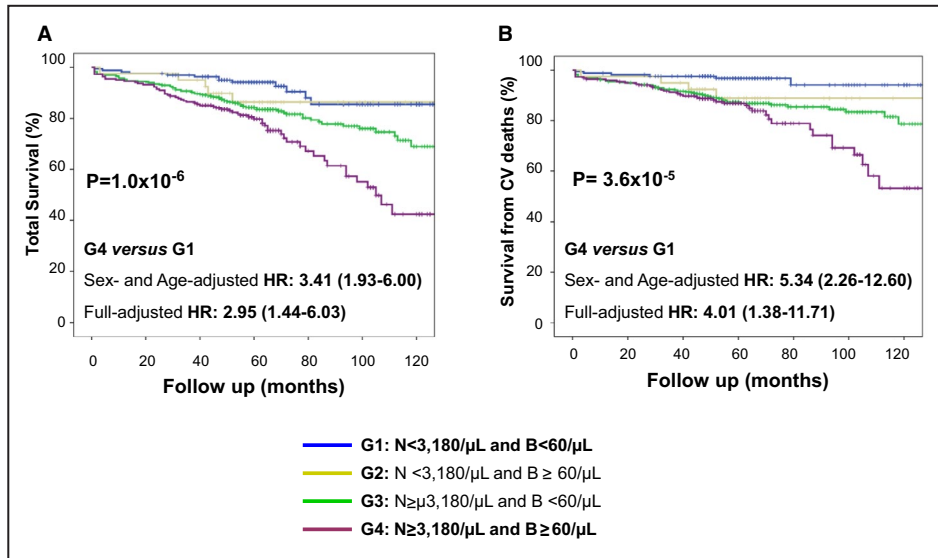 A
100
80
60
40
20
0
Total Survival (%)
P=1.0x10-6
G4 versus G1
Sex- and Age-adjusted HR: 3.41 (1.93-6.00)
Full-adjusted HR: 2.95 (1.44-6.03)
0 20 40 60 80 100 120
Follow up (months)
B
100
80
60
40
20
0
Survival from CV deaths (%)
P= 3.6x10-5
G4 versus G1
Sex- and Age-adjusted HR: 5.34 (2.26-12.60)
Full-adjusted HR: 4.01 (1.38-11.71)
0 20 40 60 80 100 120
Follow up (months)
G1: N<3,180/µL and B<60/µL
G2: N <3,180/µL and B ≥ 60/µL
G3: N≥µ3,180/µL and B <60/µL
G4: N≥3,180/µL and B ≥60/µL